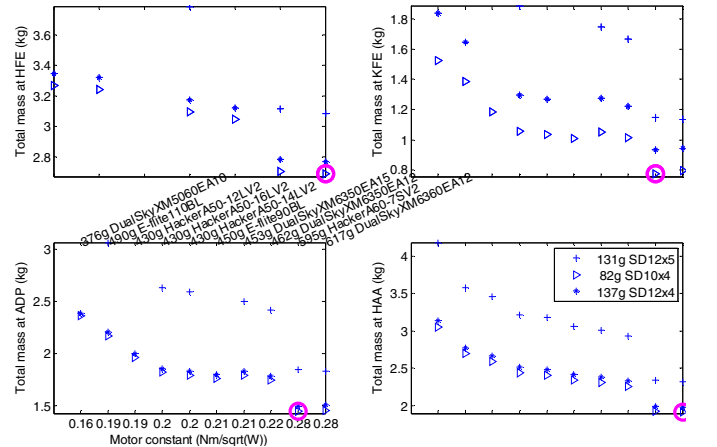 Total mass at HFE (kg)
3.8
3.6
3.4
3.2
3
2.8
Total mass at KFE (kg)
1.8
1.6
1.4
1.2
1
0.8
376g DualSkyXM5060EA10
490g E-flite110BL
430g HackerA50-12LV2
430g HackerA50-16LV2
430g HackerA50-14LV2
450g E-flite90BL
453g DualSkyXM6350EA15
462g DualSkyXM6350EA12
595g HackerA60-7SV2
617g DualSkyXM6360EA12
Total mass at ADP (kg)
3
2.5
2
1.5
0.16 0.19 0.19 0.2 0.2 0.21 0.21 0.22 0.28 0.28
Motor constant (Nm/sqrt(W))
Total mass at HAA (kg)
4
3.5
3
2.5
2
131g SD12x5
82g SD10x4
137g SD12x4